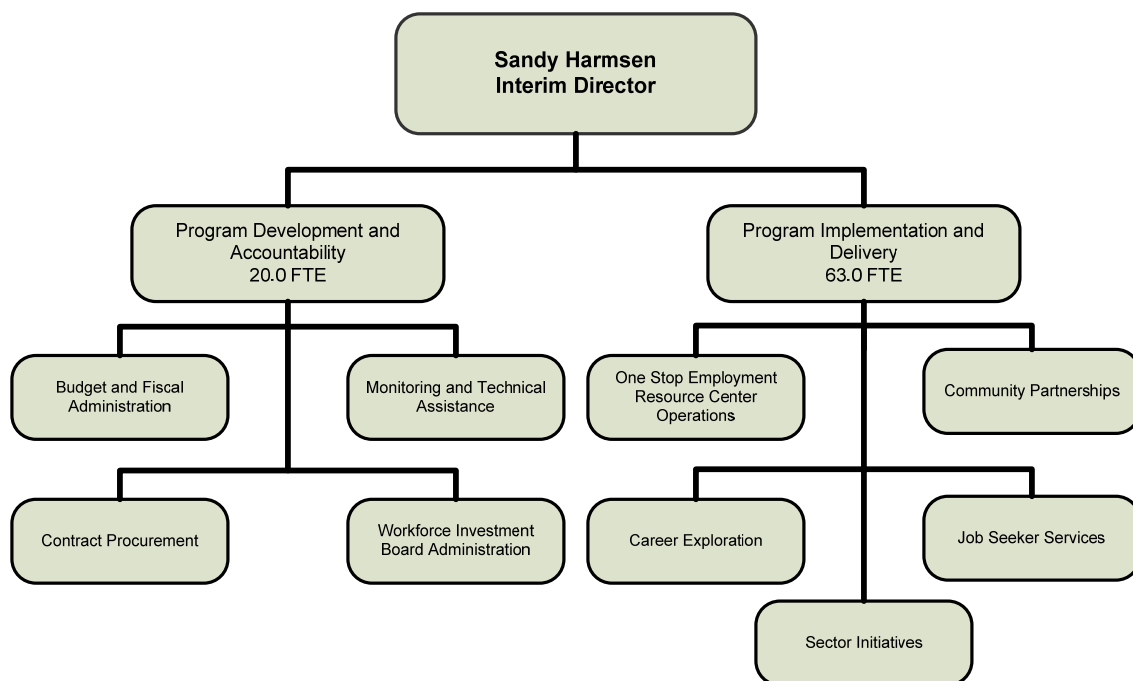 Sandy Harmsen
Interim Director
Program Development and
Accountability
20.0 FTE
Program Implementation and
Delivery
63.0 FTE
Budget and Fiscal
Administration
Monitoring and Technical
Assistance
One Stop Employment
Resource Center
Operations
Community Partnerships
Contract Procurement
Workforce Investment
Board Administration
Career Exploration
Job Seeker Services
Sector Initiatives